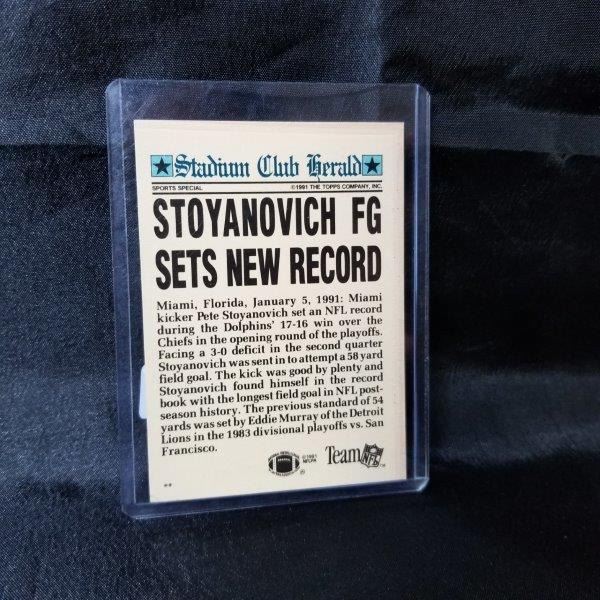 ★ Stadium Club Herald ★
SPORTS SPECIAL ©1991 THE TOPPS COMPANY, INC.
STOYANOVICH FG
SETS NEW RECORD
Miami, Florida, January 5, 1991: Miami
kicker Pete Stoyanovich set an NFL record
during the Dolphins' 17-16 win over the
Chiefs in the opening round of the playoffs.
Facing a 3-0 deficit in the second quarter
Stoyanovich was sent in to attempt a 58 yard
field goal. The kick was good by plenty and
Stoyanovich found himself in the record
book with the longest field goal in NFL post-
season history. The previous standard of 54
yards was set by Eddie Murray of the Detroit
Lions in the 1983 divisional playoffs vs. San
Francisco.
©1991
NFLPA
Team NFL™
**